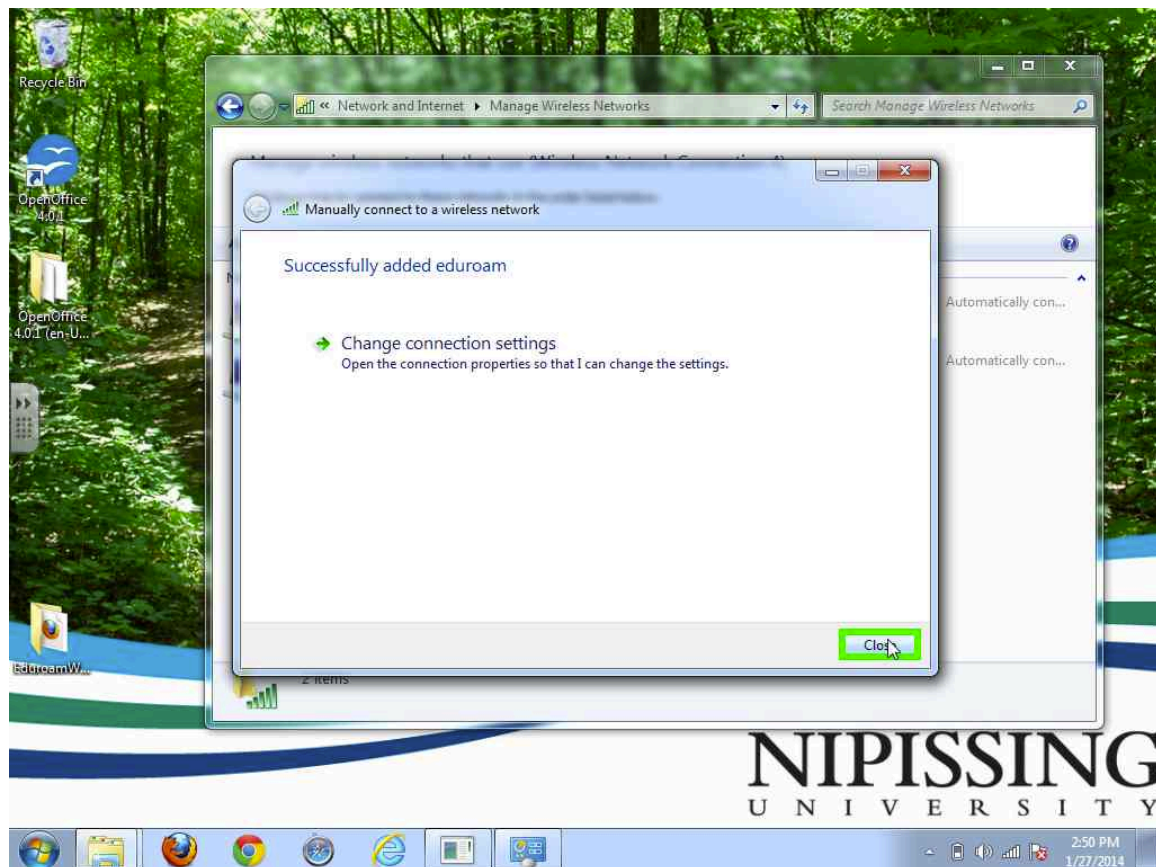 Recycle Bin
« Network and Internet ▸ Manage Wireless Networks
Search Manage Wireless Networks
OpenOffice
4.0.1
Manually connect to a wireless network
Successfully added eduroam
Automatically con...
OpenOffice
4.0.1 (en-U...
Change connection settings
Open the connection properties so that I can change the settings.
Automatically con...
Close
EduroamW...
2 items
NIPISSING
UNIVERSITY
2:50 PM
1/27/2014